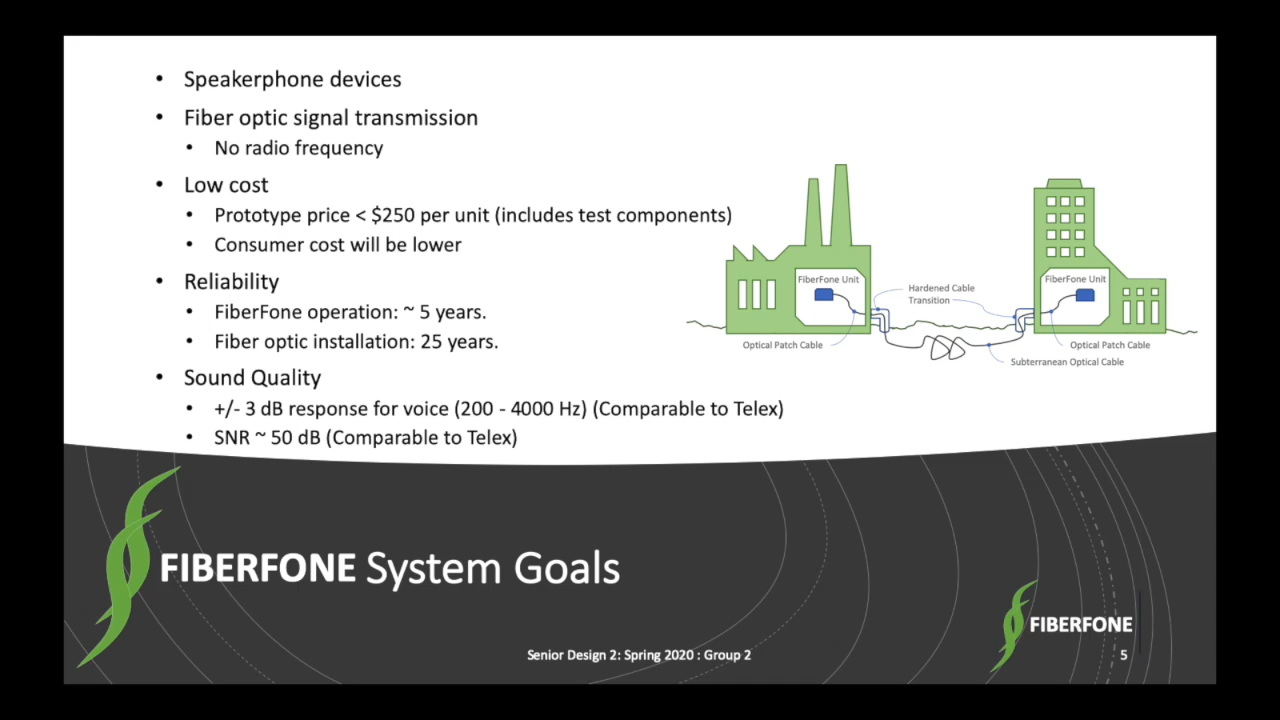 • Speakerphone devices
• Fiber optic signal transmission
• No radio frequency
• Low cost
• Prototype price < $250 per unit (includes test components)
• Consumer cost will be lower
• Reliability
• FiberFone operation: ~ 5 years.
• Fiber optic installation: 25 years.
• Sound Quality
• +/- 3 dB response for voice (200 - 4000 Hz) (Comparable to Telex)
• SNR ~ 50 dB (Comparable to Telex)
FiberFone Unit
Hardened Cable
Transition
FiberFone Unit
Optical Patch Cable
Optical Patch Cable
Subterranean Optical Cable
FIBERFONE System Goals
FIBERFONE
Senior Design 2: Spring 2020 : Group 2
5